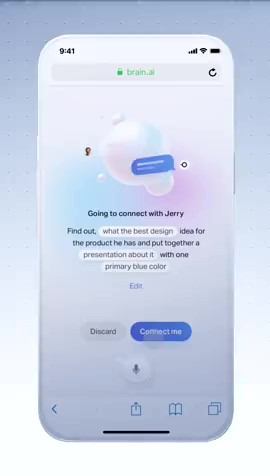 9:41
brain.ai
Going to connect with Jerry
Find out, what the best design idea for
the product he has and put together a
presentation about it with one
primary blue color
Edit
Discard
Connect me